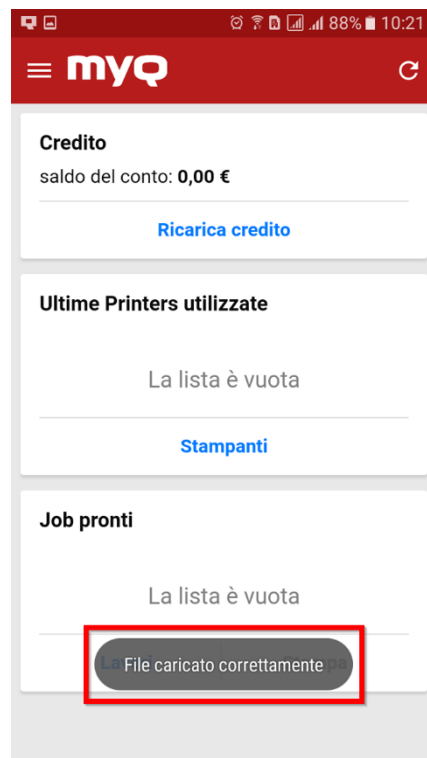 88% 10:21
myQ
Credito
saldo del conto: 0,00 €
Ricarica credito
Ultime Printers utilizzate
La lista è vuota
Stampanti
Job pronti
La lista è vuota
File caricato correttamente